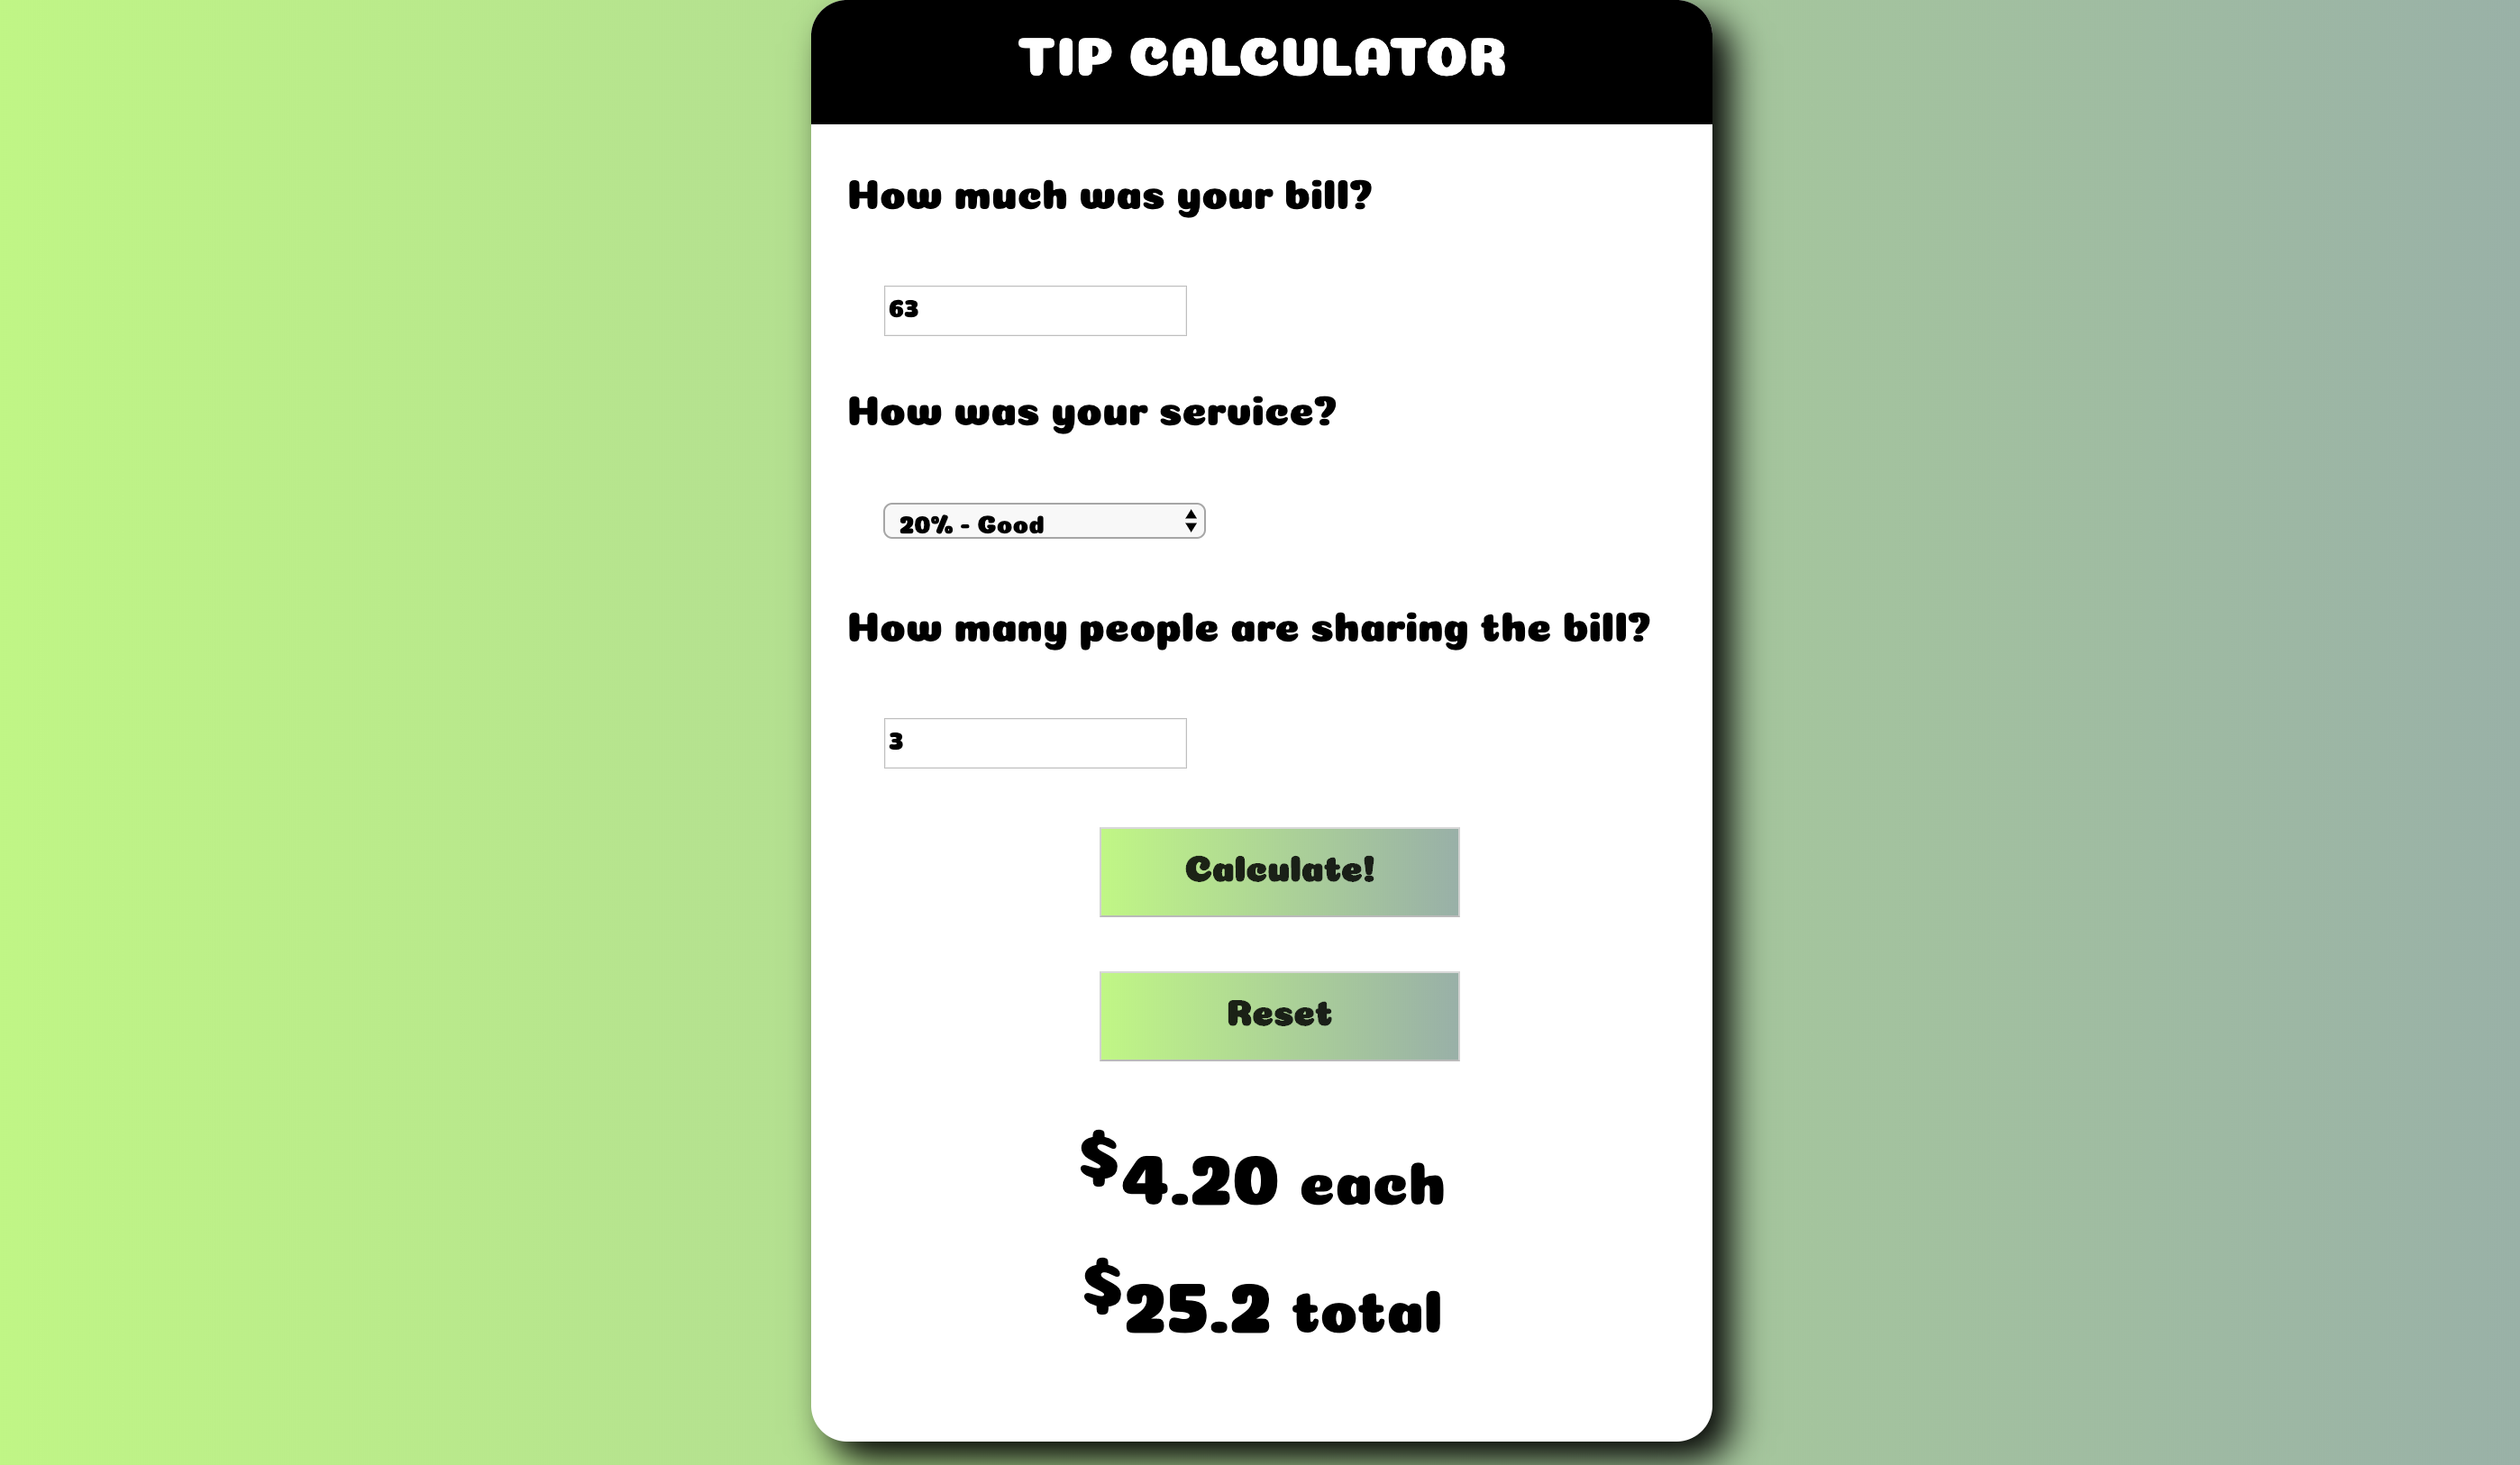 TIP CALCULATOR
How much was your bill?
63
How was your service?
20% - Good
How many people are sharing the bill?
3
Calculate!
Reset
$4.20 each
$25.2 total